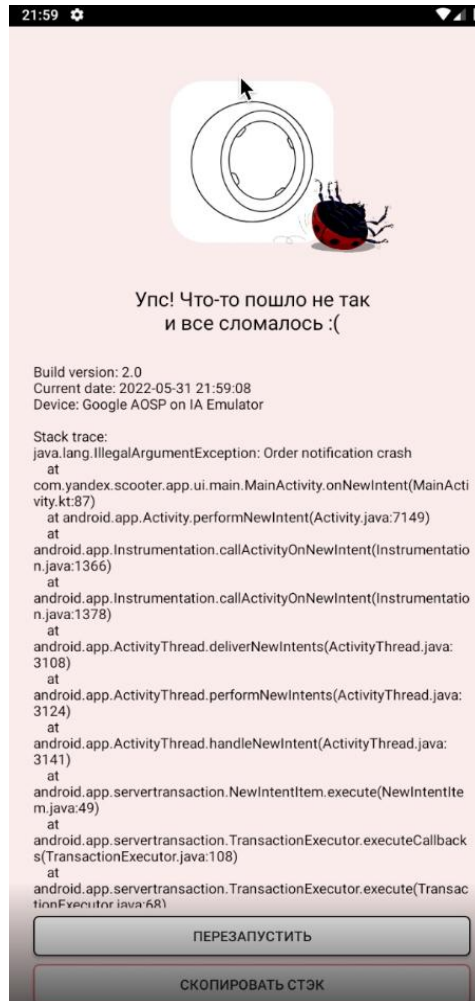 21:59
Упс! Что-то пошло не так
и все сломалось :(
Build version: 2.0
Current date: 2022-05-31 21:59:08
Device: Google AOSP on IA Emulator
Stack trace:
java.lang.IllegalArgumentException: Order notification crash
at
com.yandex.scooter.app.ui.main.MainActivity.onNewIntent(MainActi
vity.kt:87)
at android.app.Activity.performNewIntent(Activity.java:7149)
at
android.app.Instrumentation.callActivityOnNewIntent(Instrumentatio
n.java:1366)
at
android.app.Instrumentation.callActivityOnNewIntent(Instrumentatio
n.java:1378)
at
android.app.ActivityThread.deliverNewIntents(ActivityThread.java:
3108)
at
android.app.ActivityThread.performNewIntents(ActivityThread.java:
3124)
at
android.app.ActivityThread.handleNewIntent(ActivityThread.java:
3141)
at
android.app.servertransaction.NewIntentItem.execute(NewIntentIte
m.java:49)
at
android.app.servertransaction.TransactionExecutor.executeCallback
s(TransactionExecutor.java:108)
at
android.app.servertransaction.TransactionExecutor.execute(Transac
tionExecutor.java:68)
ПЕРЕЗАПУСТИТЬ
СКОПИРОВАТЬ СТЭК